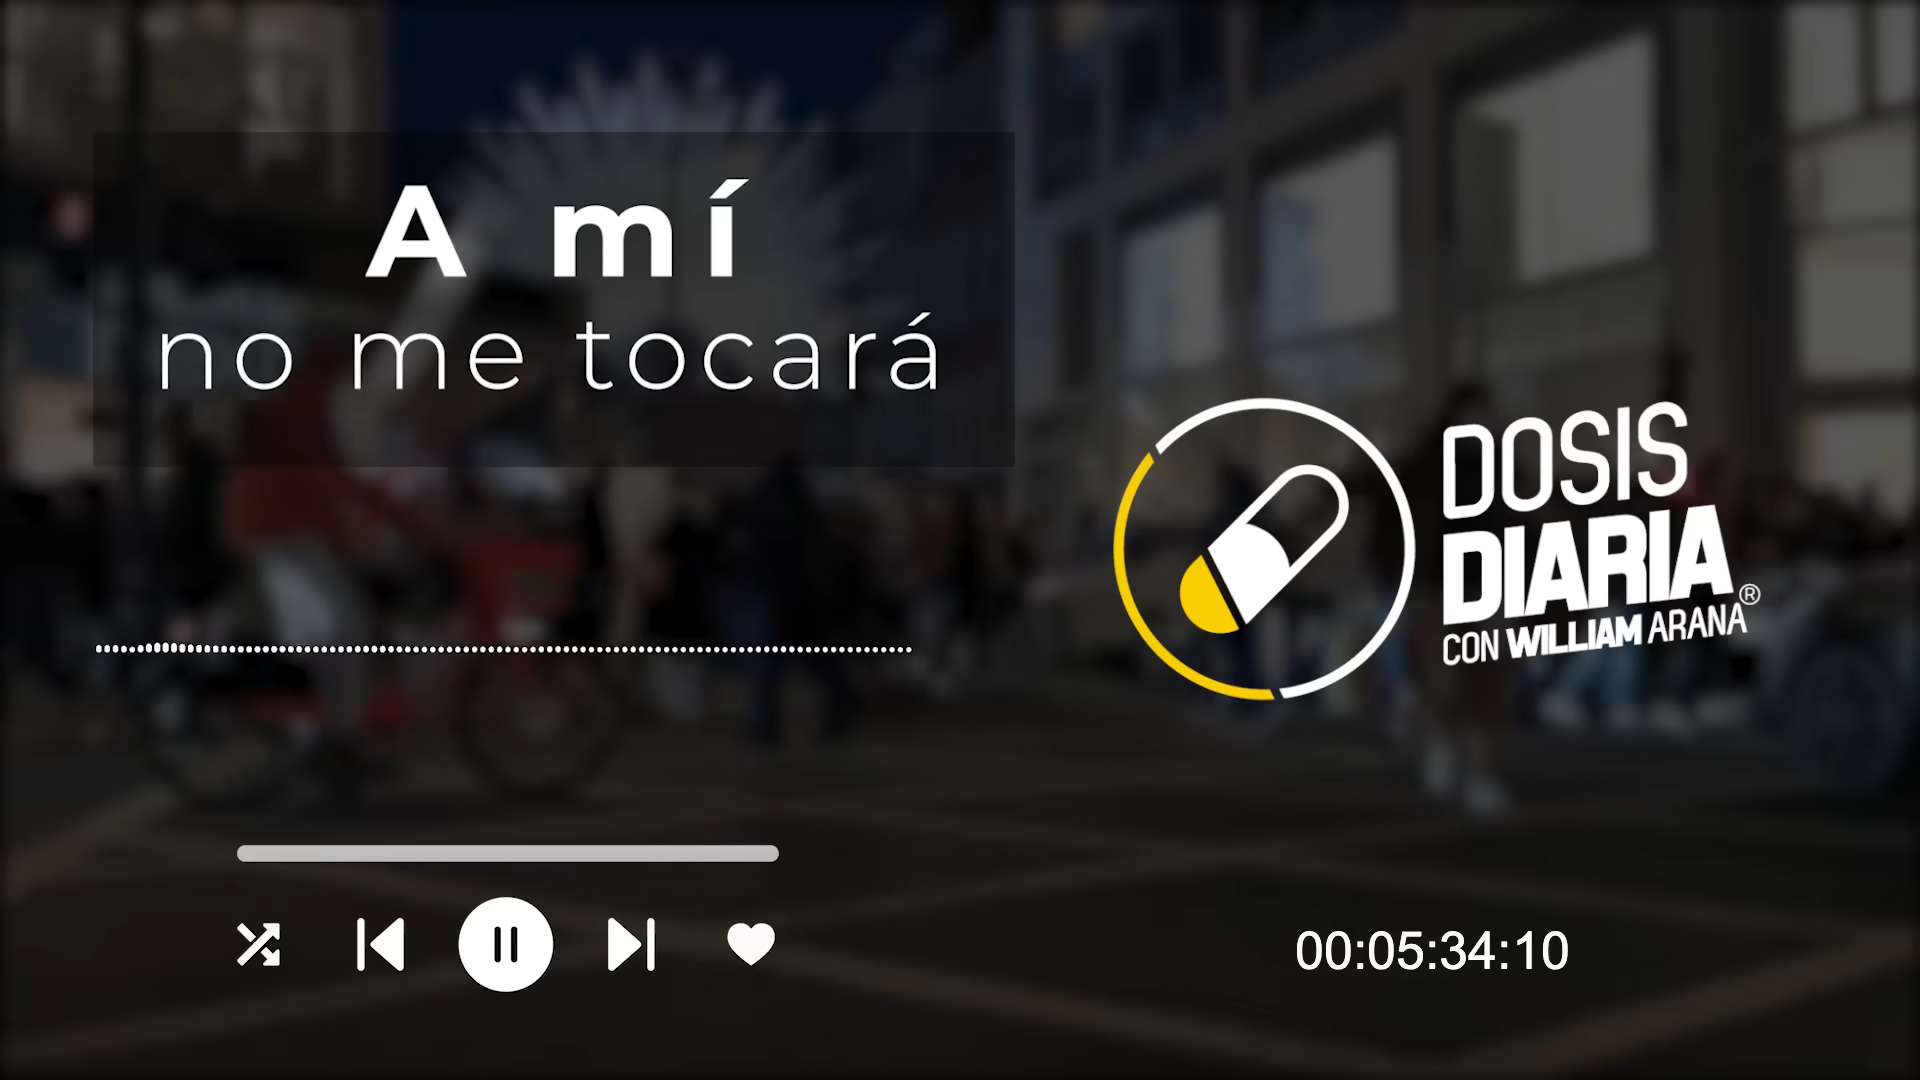 A mí
no me tocará
DOSIS
DIARIA®
CON WILLIAM ARANA
00:05:34:10